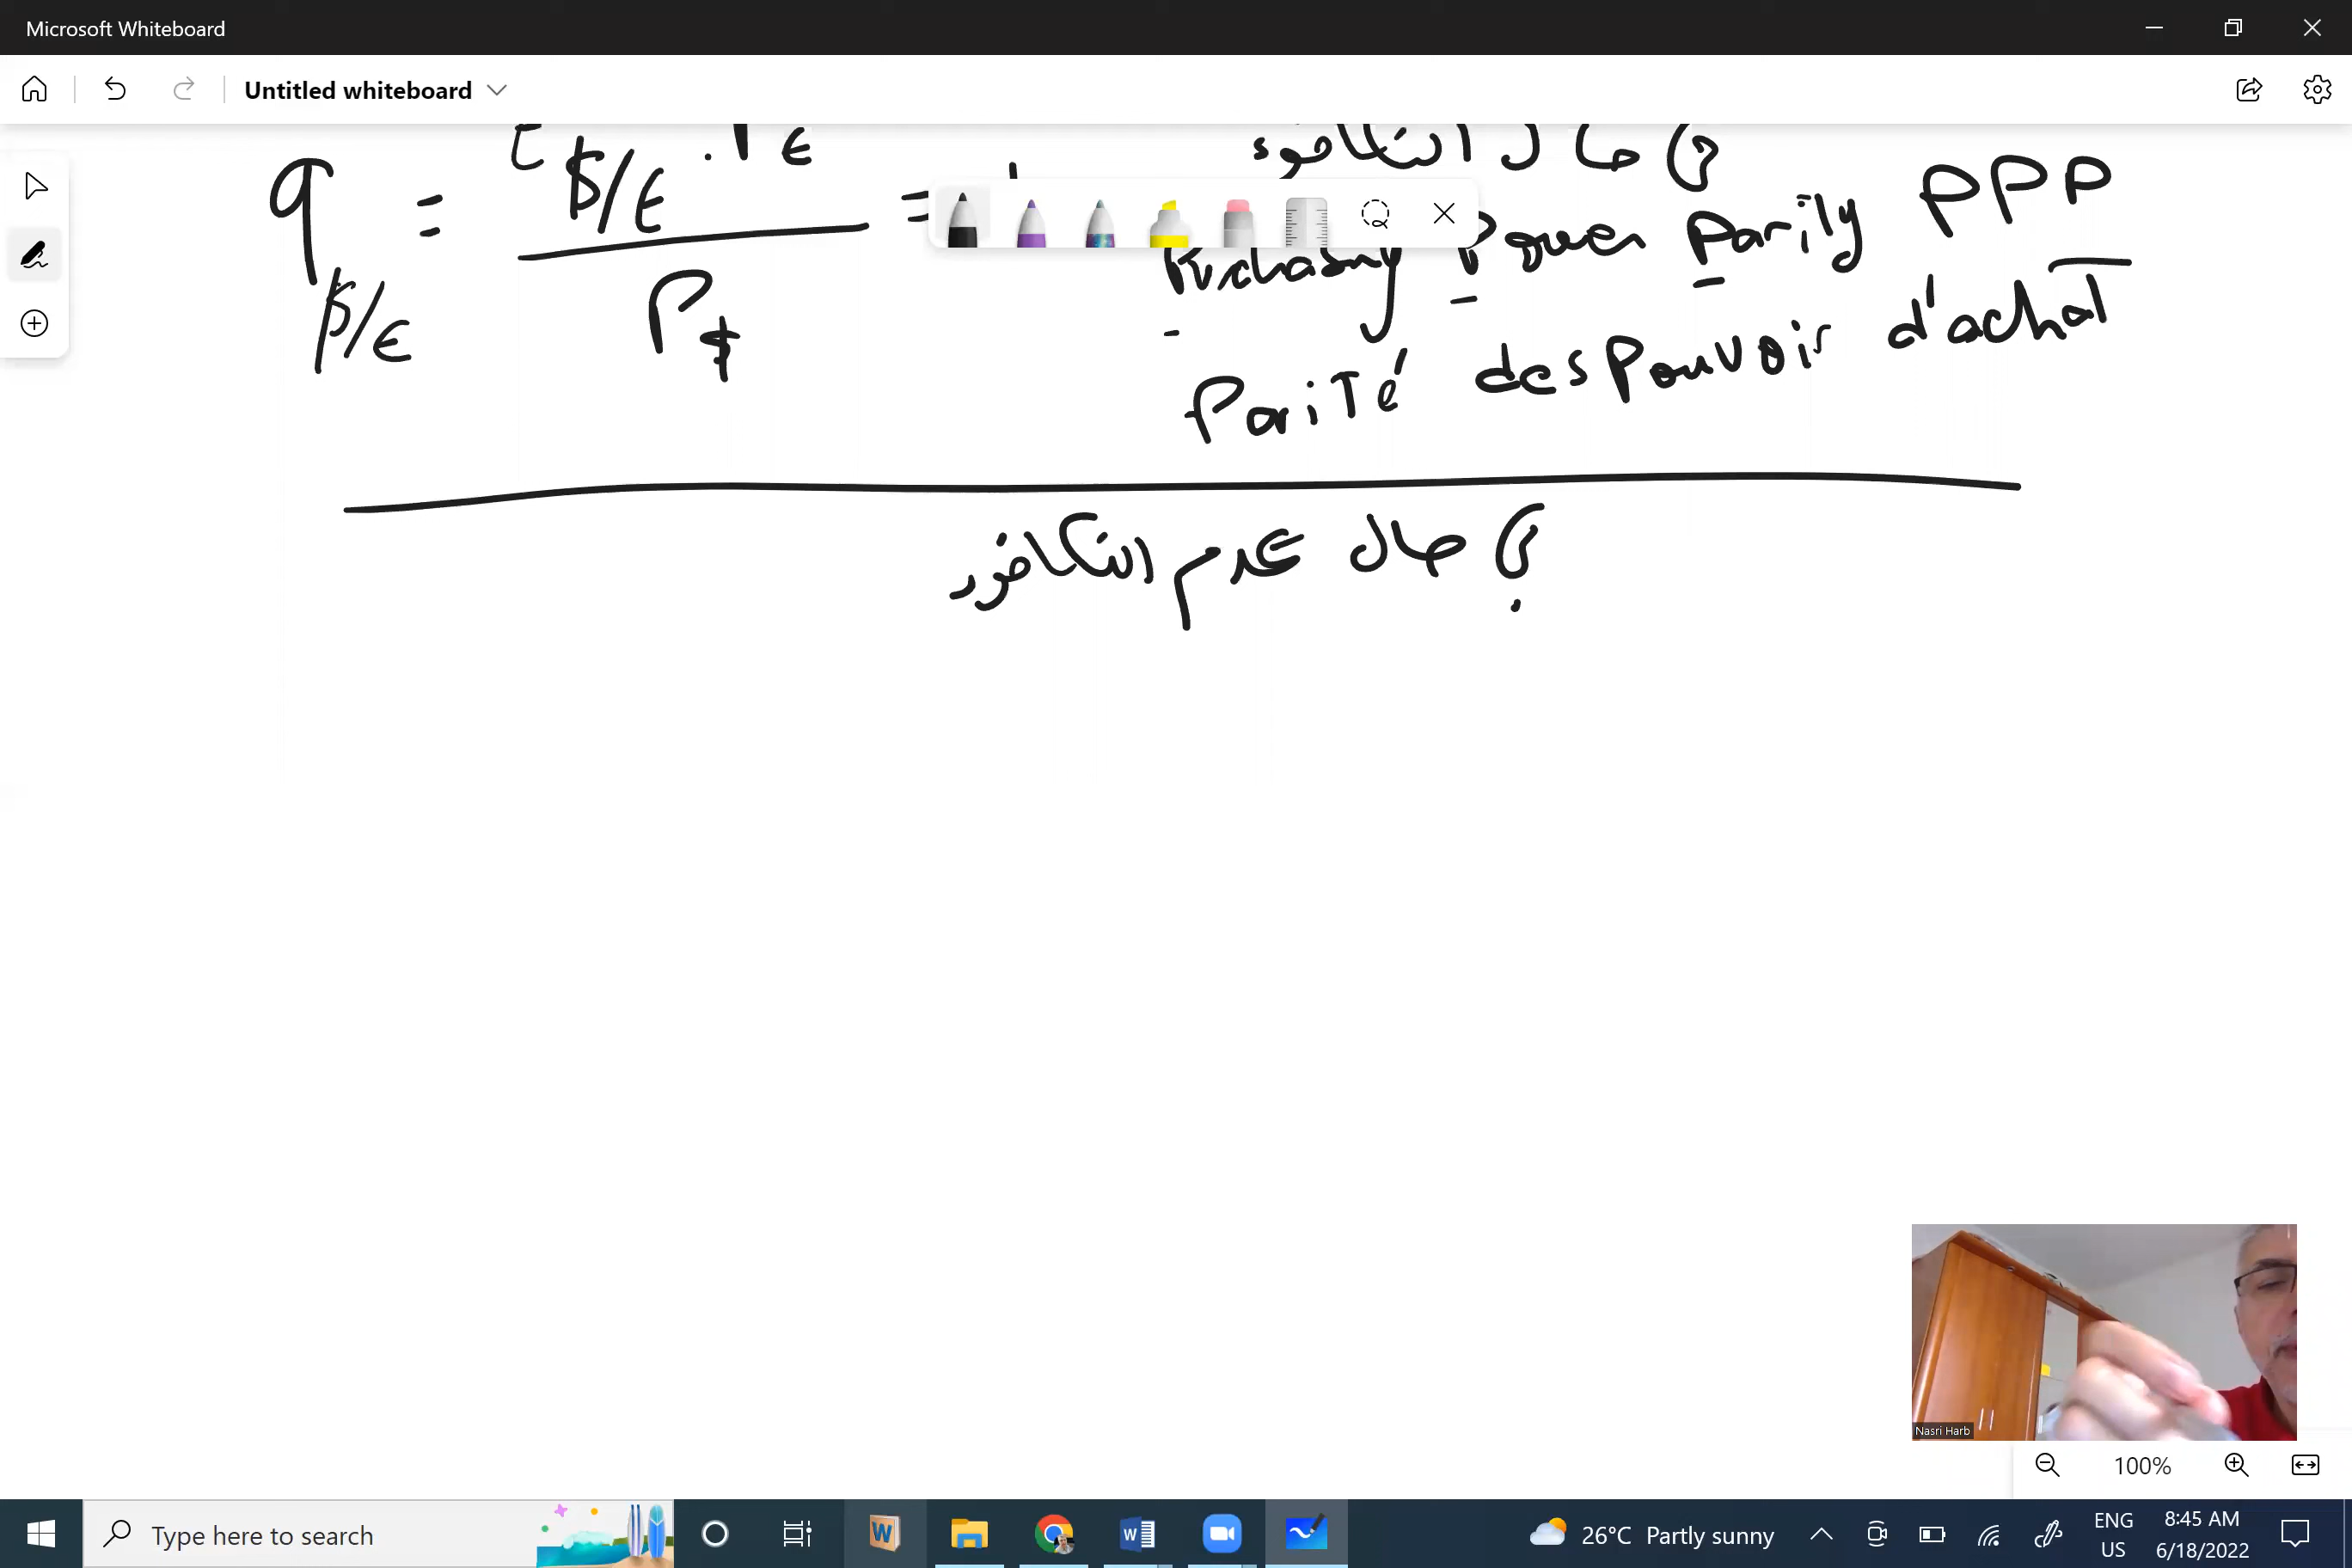 Microsoft Whiteboard
Untitled whiteboard
q $/€ = E $/€ . P € / P $ =
في حال التكافؤ
Purchasing Power Parity PPP
Parité des Pouvoir d'achat
في حال عدم التكافؤ
Nasri Harb
100%
Type here to search
26°C Partly sunny
ENG US
8:45 AM
6/18/2022